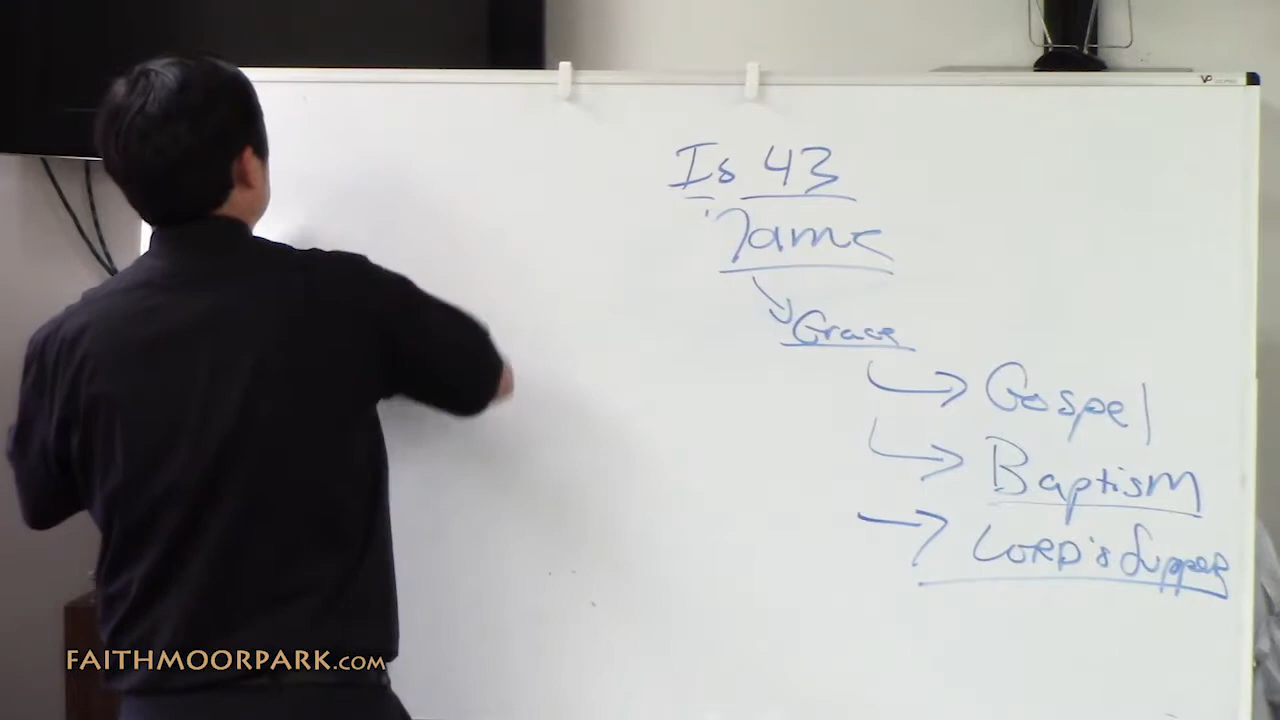 Is 43
Name
Grace
→ Gospel
→ Baptism
→ LORD's Supper
FAITHMOORPARK.COM